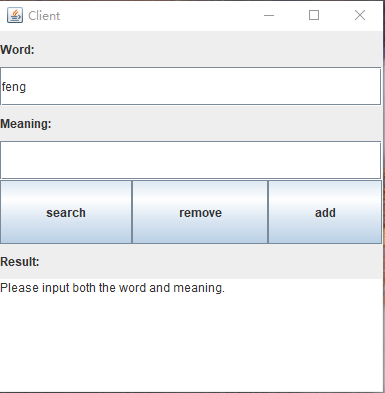 Client
Word:
feng
Meaning:
search remove add
Result:
Please input both the word and meaning.